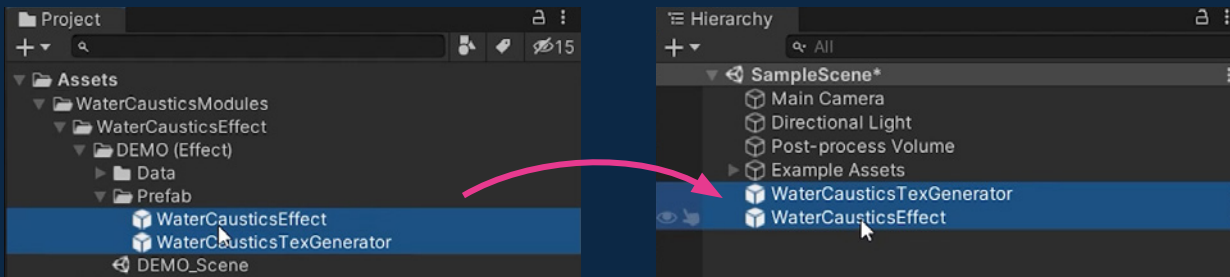 Project
15
Assets
WaterCausticsModules
WaterCausticsEffect
DEMO (Effect)
Data
Prefab
WaterCausticsEffect
WaterCausticsTexGenerator
DEMO_Scene
Hierarchy
All
SampleScene*
Main Camera
Directional Light
Post-process Volume
Example Assets
WaterCausticsTexGenerator
WaterCausticsEffect